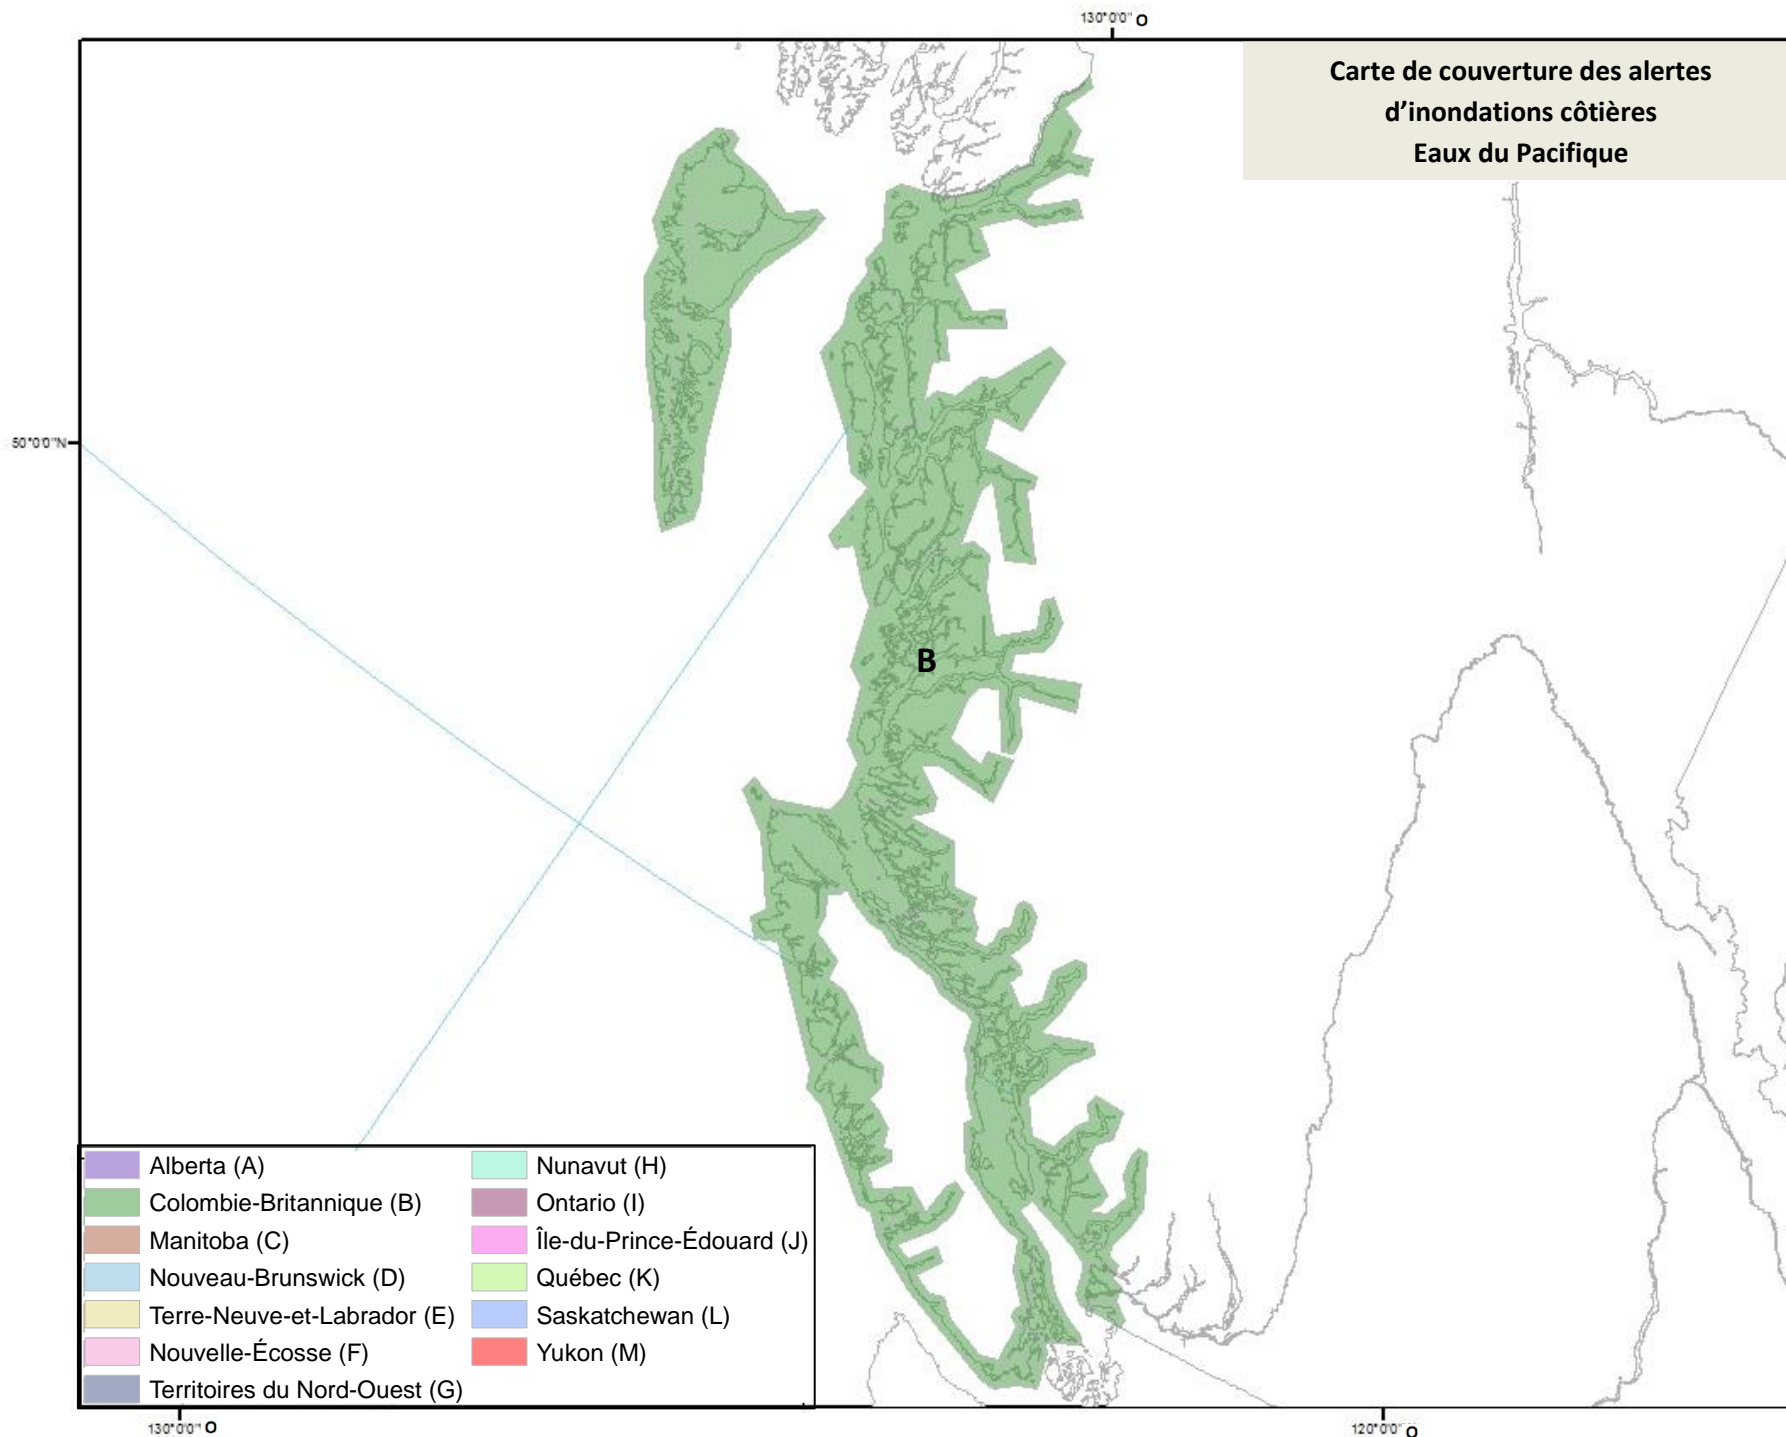 130°0'0" O
Carte de couverture des alertes
d’inondations côtières
Eaux du Pacifique
50°0'0"N
B
Alberta (A)
Colombie-Britannique (B)
Manitoba (C)
Nouveau-Brunswick (D)
Terre-Neuve-et-Labrador (E)
Nouvelle-Écosse (F)
Territoires du Nord-Ouest (G)
Nunavut (H)
Ontario (I)
Île-du-Prince-Édouard (J)
Québec (K)
Saskatchewan (L)
Yukon (M)
130°0'0" O
120°0'0" O